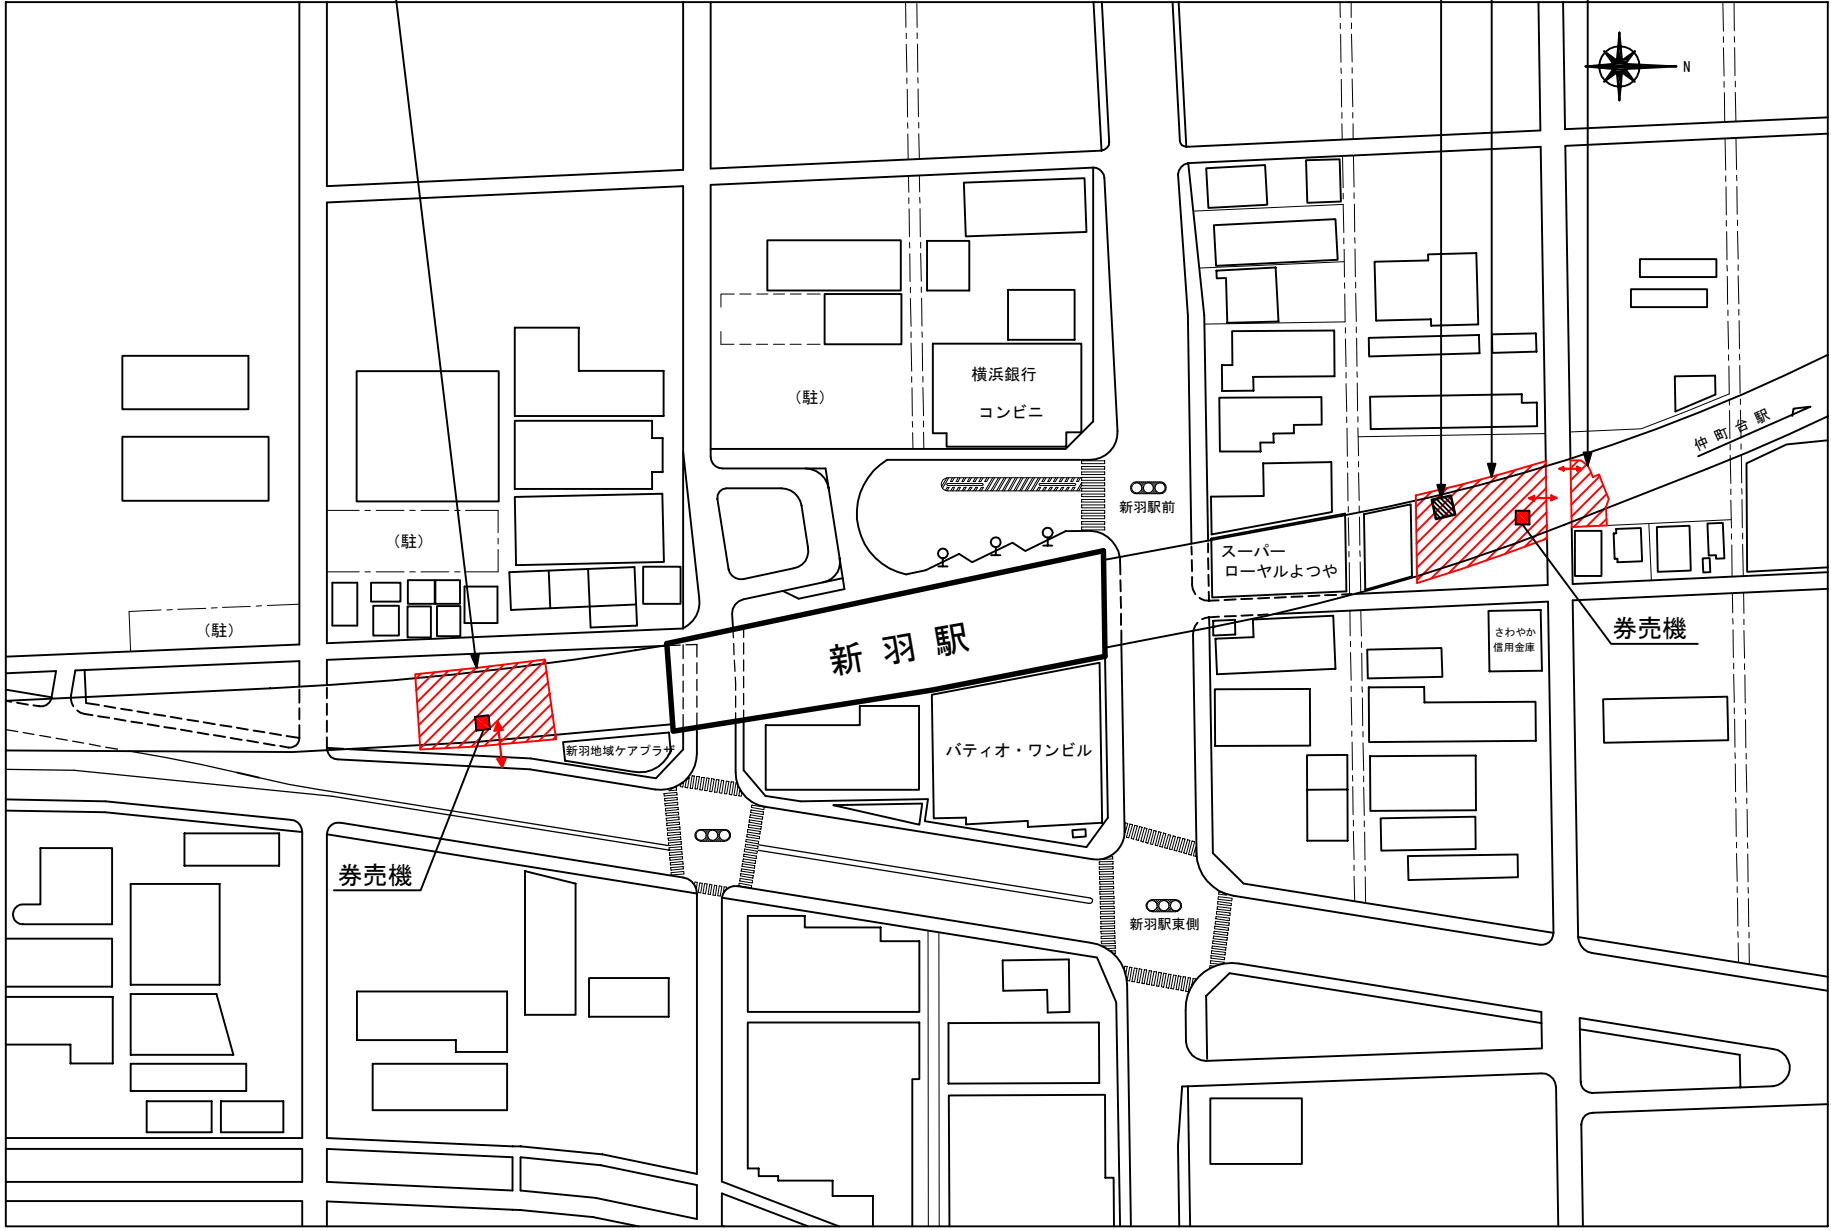 N
横浜銀行
コンビニ
（駐）
仲町台駅
新羽駅前
（駐）
スーパー
ローヤルよつや
（駐）
新羽駅
さわやか
信用金庫
券売機
新羽地域ケアプラザ
バティオ・ワンビル
券売機
新羽駅東側